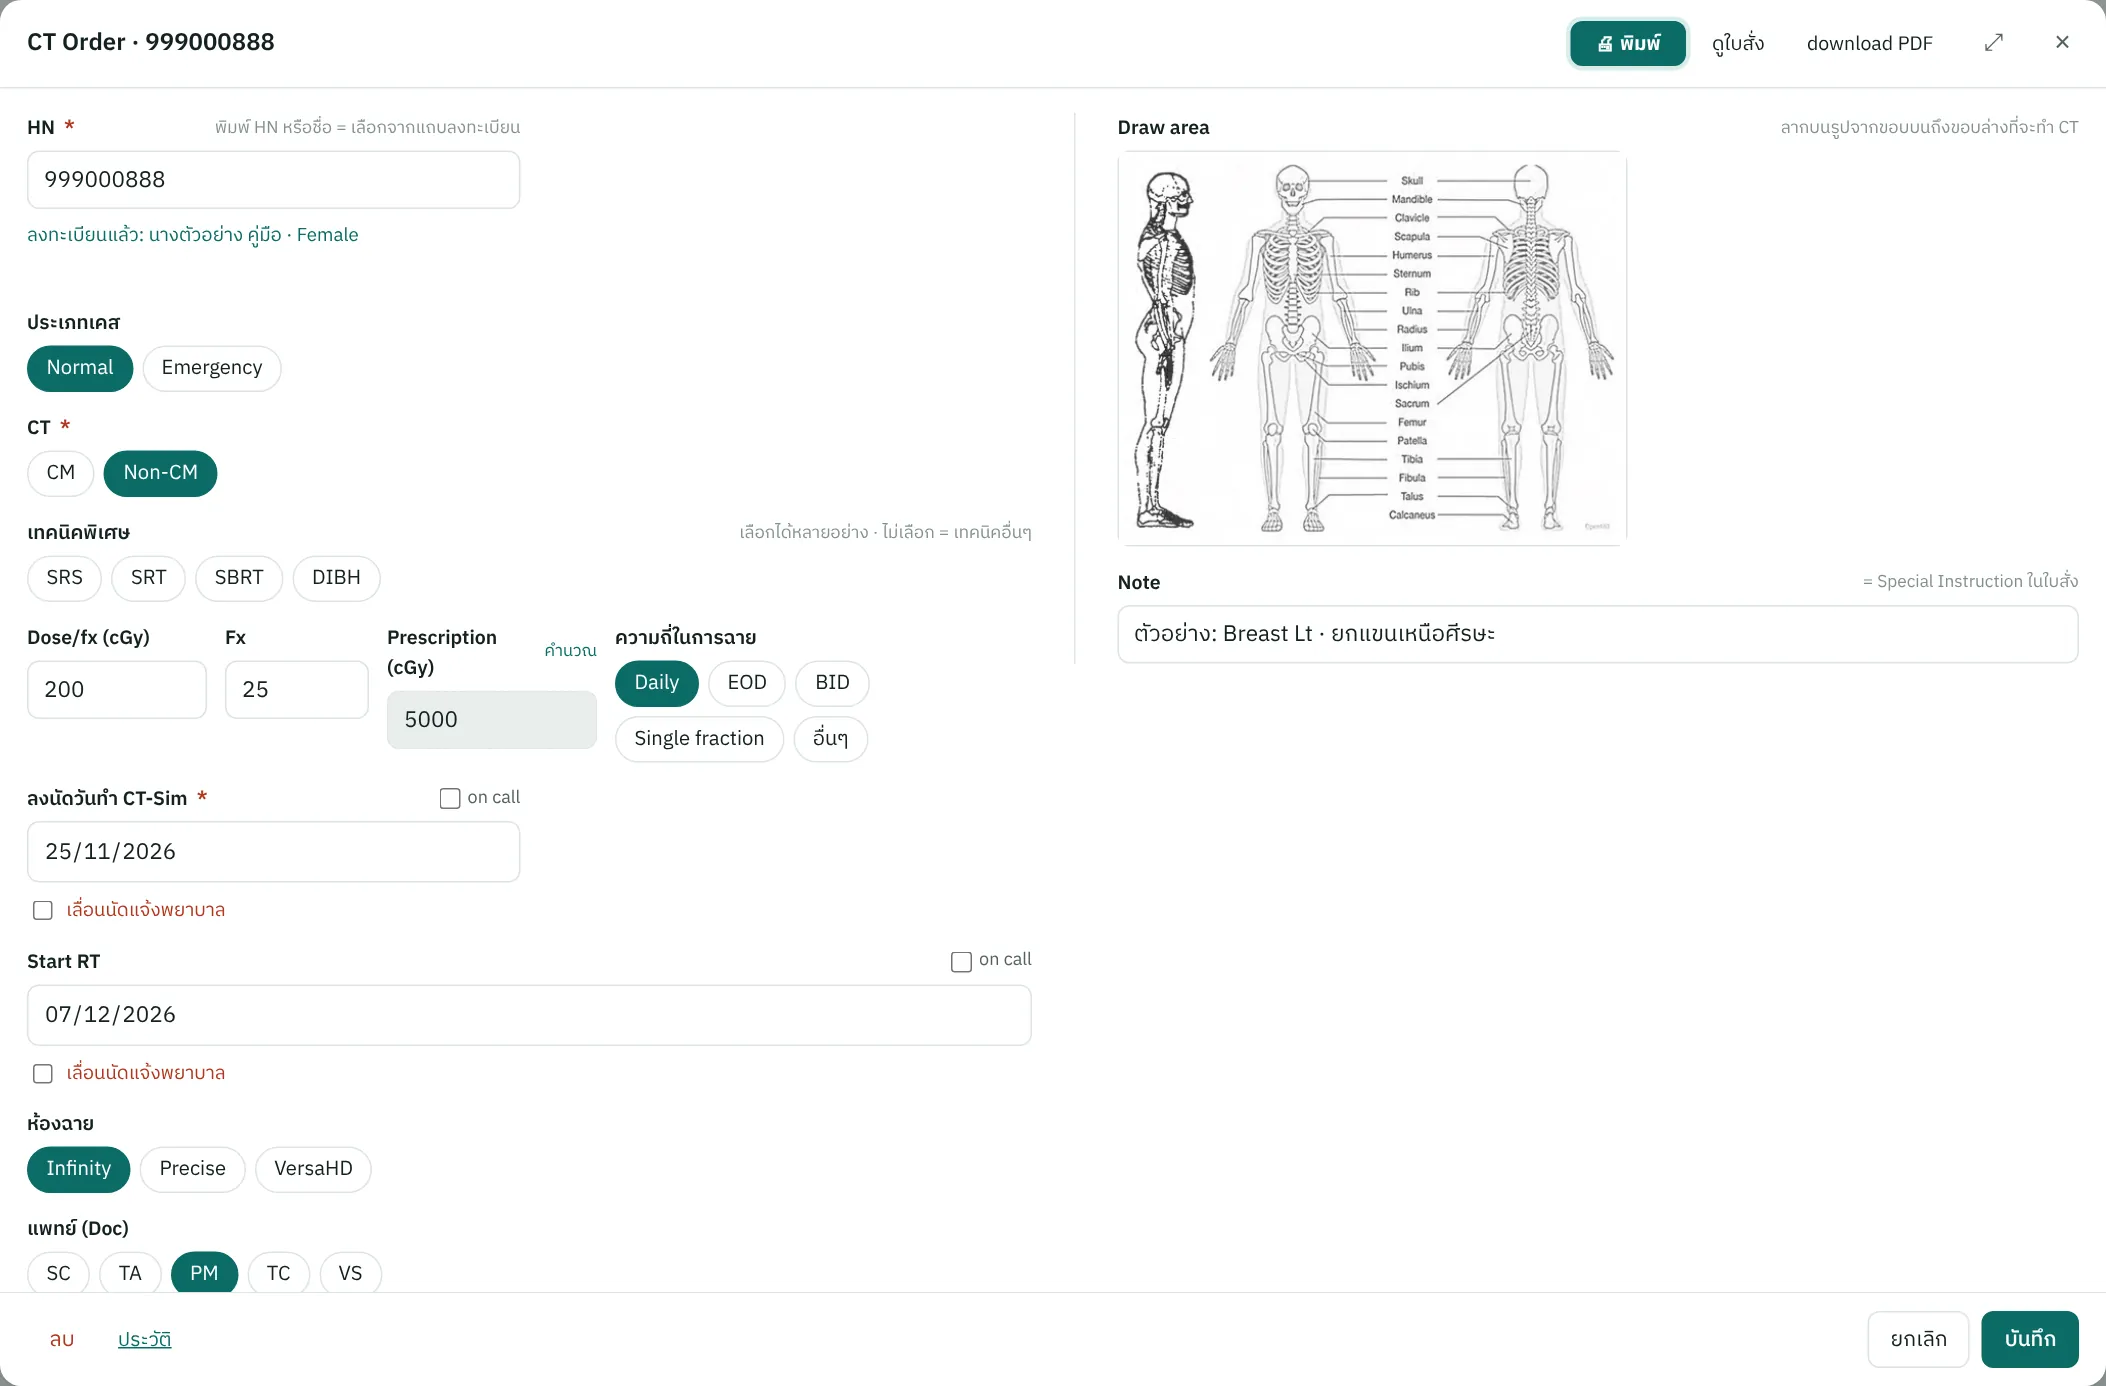 CT Order · 999000888
พิมพ์
ดูใบสั่ง
download PDF
HN *
พิมพ์ HN หรือชื่อ = เลือกจากแถบลงทะเบียน
999000888
ลงทะเบียนแล้ว: นางตัวอย่าง คู่มือ · Female
ประเภทเคส
Normal
Emergency
CT *
CM
Non-CM
เทคนิคพิเศษ
เลือกได้หลายอย่าง · ไม่เลือก = เทคนิคอื่นๆ
SRS
SRT
SBRT
DIBH
Dose/fx (cGy)
200
Fx
25
Prescription
(cGy)
คำนวณ
5000
ความถี่ในการฉาย
Daily
EOD
BID
Single fraction
อื่นๆ
ลงนัดวันทำ CT-Sim *
on call
25/11/2026
เลื่อนนัดแจ้งพยาบาล
Start RT
on call
07/12/2026
เลื่อนนัดแจ้งพยาบาล
ห้องฉาย
Infinity
Precise
VersaHD
แพทย์ (Doc)
SC
TA
PM
TC
VS
Draw area
ลากบนรูปจากขอบบนถึงขอบล่างที่จะทำ CT
Skull
Mandible
Clavicle
Scapula
Humerus
Sternum
Rib
Ulna
Radius
Ilium
Pubis
Ischium
Sacrum
Femur
Patella
Tibia
Fibula
Talus
Calcaneus
Note
= Special Instruction ในใบสั่ง
ตัวอย่าง: Breast Lt · ยกแขนเหนือศีรษะ
ลบ
ประวัติ
ยกเลิก
บันทึก